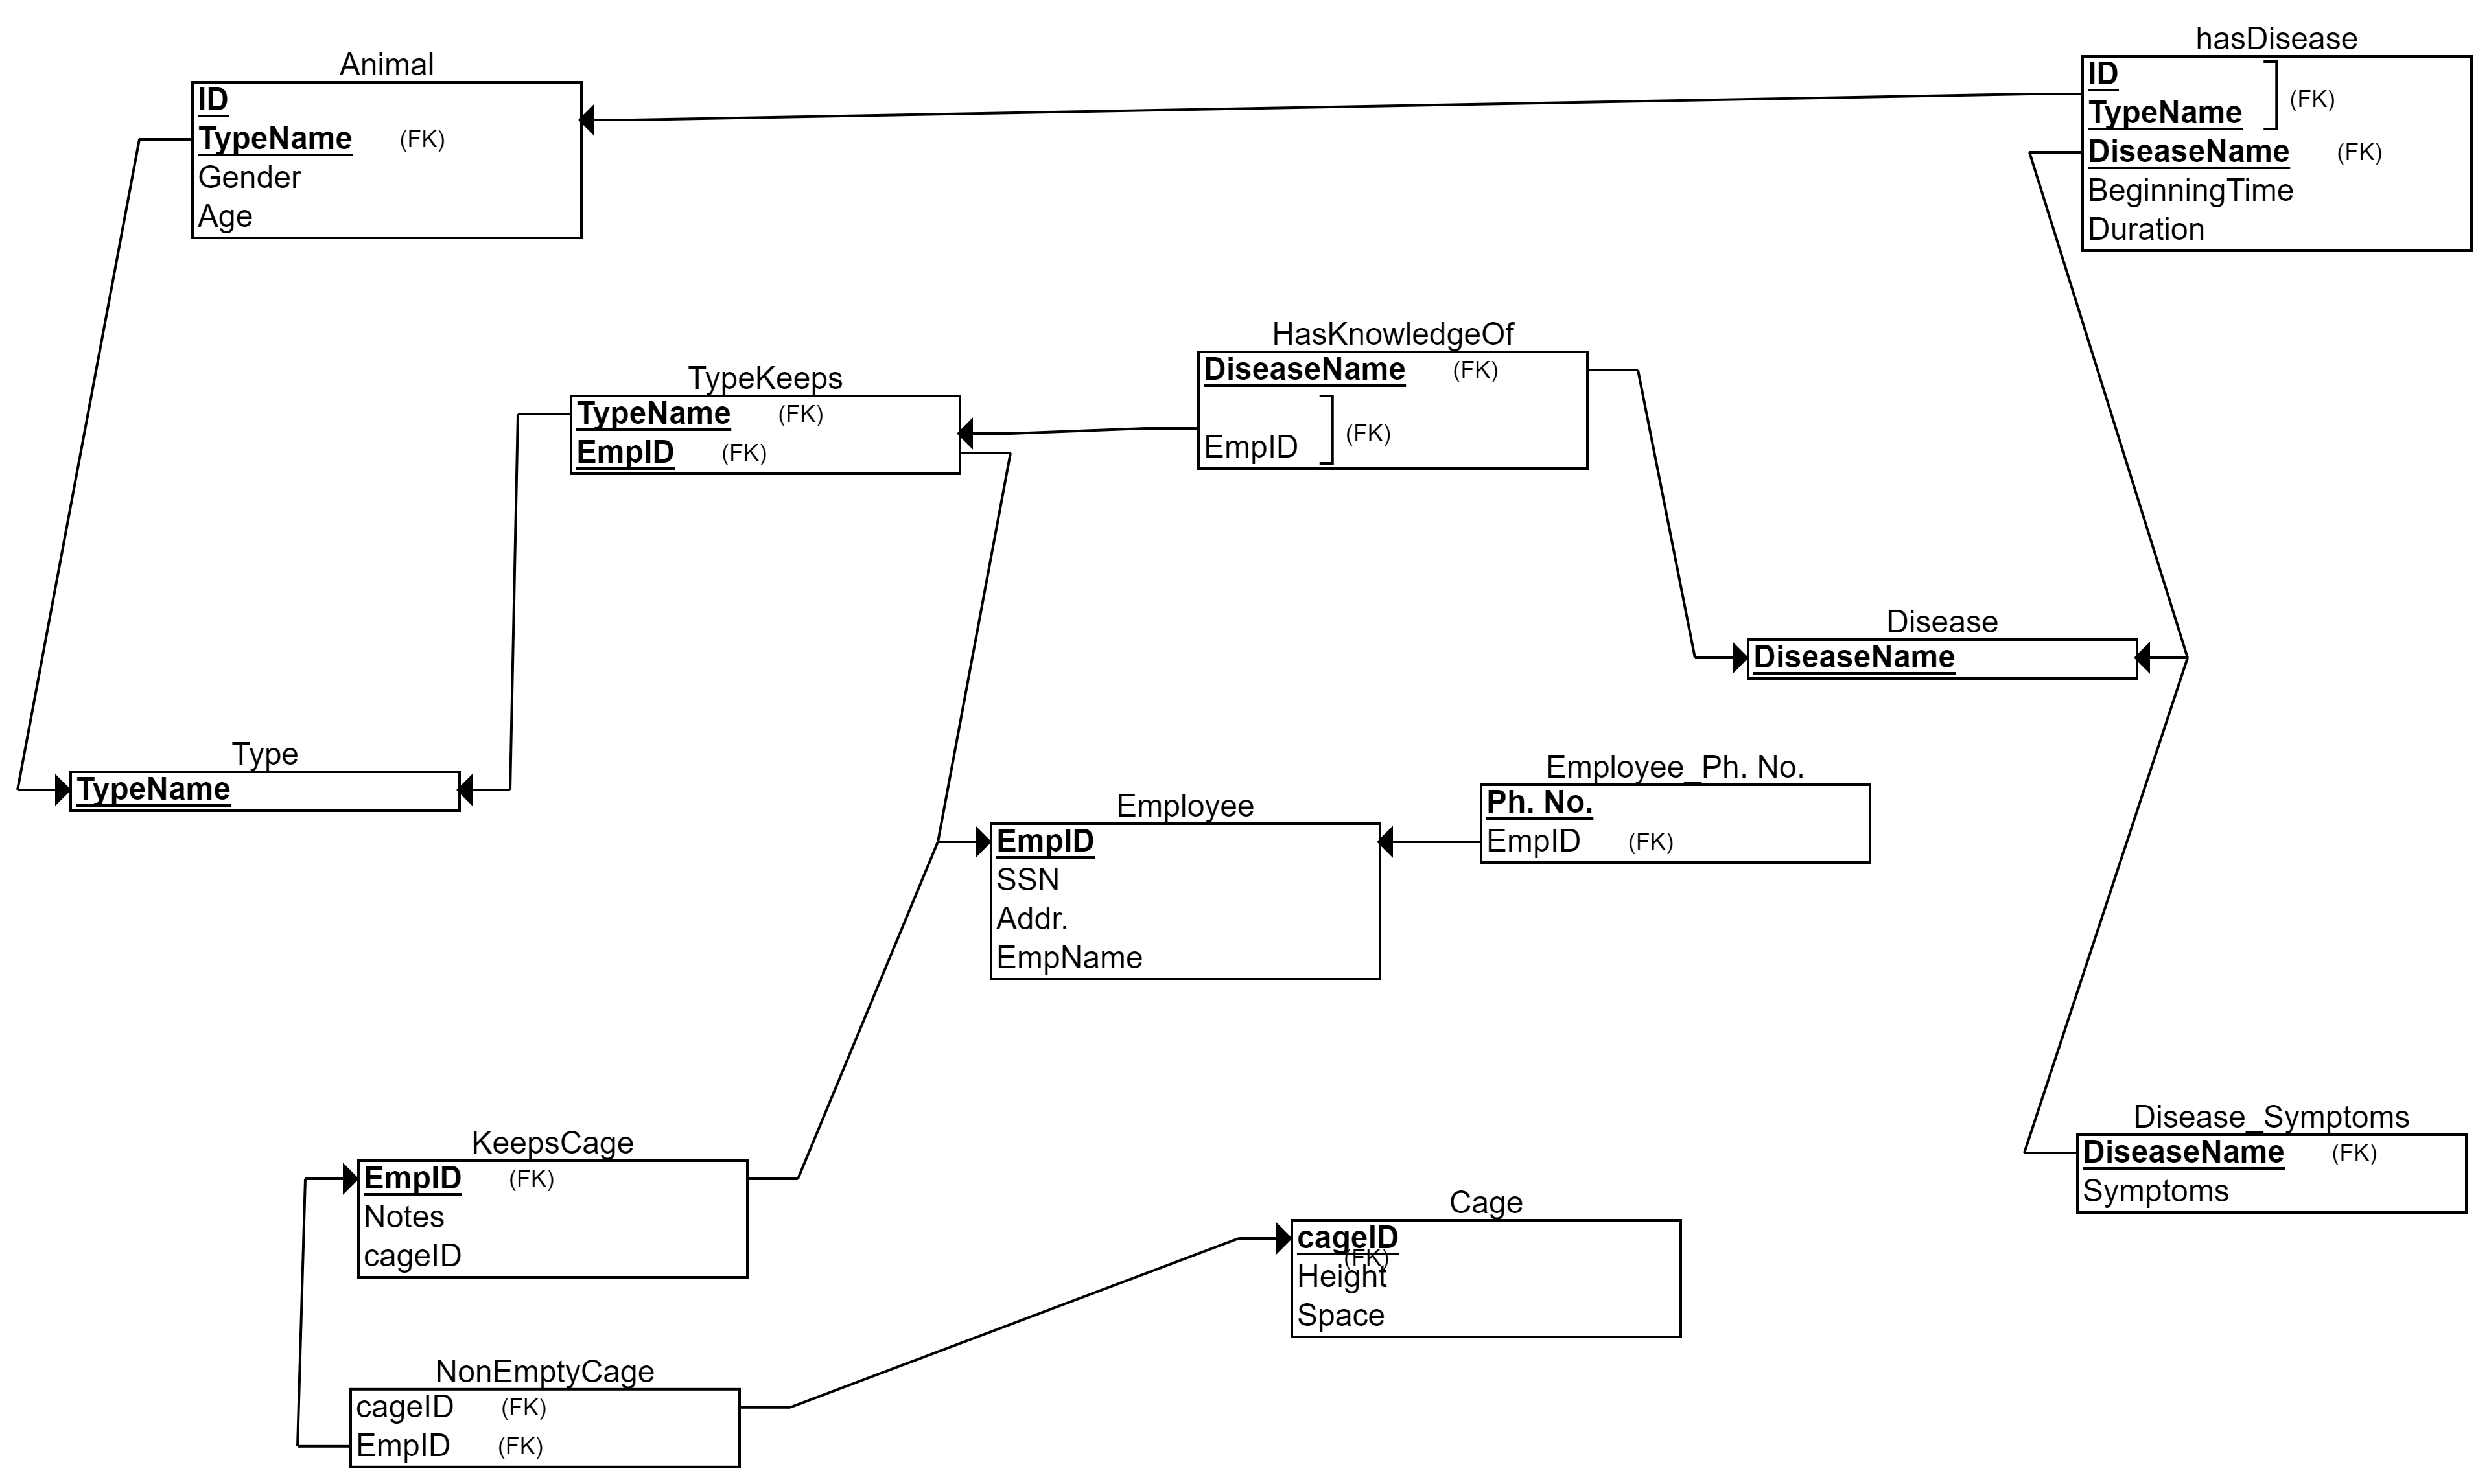 Animal
ID
TypeName (FK)
Gender
Age
hasDisease
ID
TypeName
(FK)
DiseaseName (FK)
BeginningTime
Duration
TypeKeeps
TypeName (FK)
EmpID (FK)
HasKnowledgeOf
DiseaseName (FK)
EmpID
(FK)
Disease
DiseaseName
Type
TypeName
Employee
EmpID
SSN
Addr.
EmpName
Employee_Ph. No.
Ph. No.
EmpID (FK)
KeepsCage
EmpID (FK)
Notes
cageID
Cage
cageID
(FK)
Height
Space
Disease_Symptoms
DiseaseName (FK)
Symptoms
NonEmptyCage
cageID (FK)
EmpID (FK)